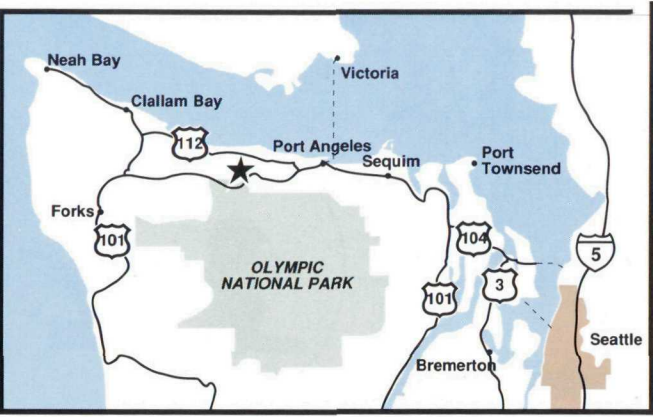 Neah Bay
Victoria
Clallam Bay
112
Port Angeles
Sequim
Port
Townsend
Forks
101
104
5
OLYMPIC
NATIONAL PARK
3
101
Seattle
Bremerton